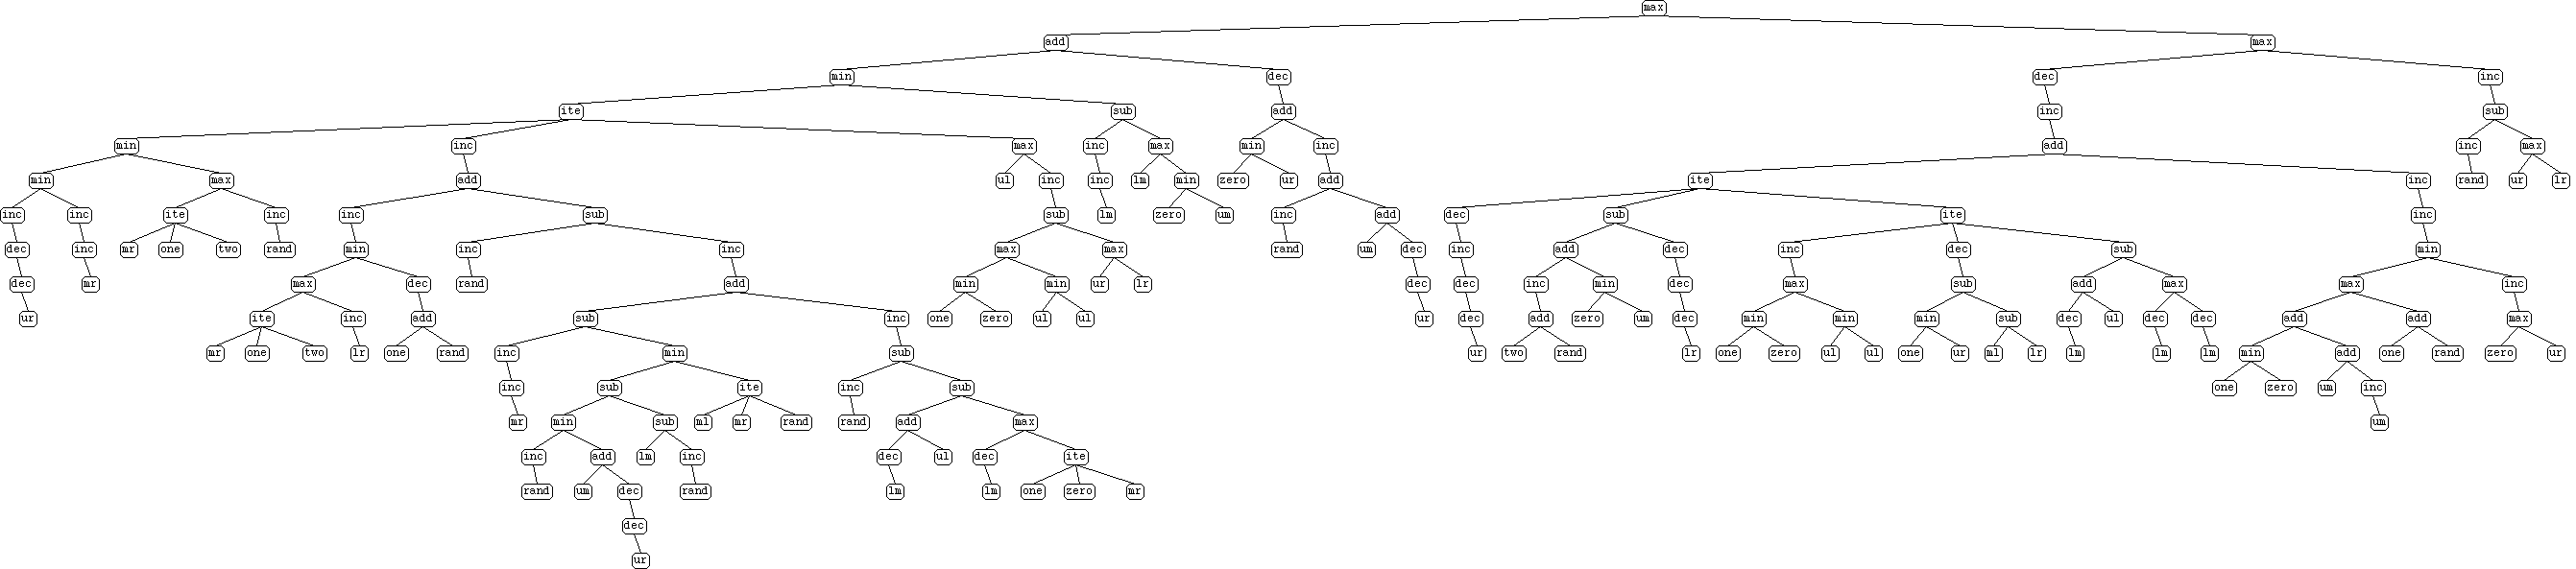 max
add max
min dec dec inc
ite sub add inc sub
min inc max inc max min inc add inc max
min max add ul inc inc lm min zero ur add ite inc rand ur lr
inc inc ite inc inc sub sub lm zero um inc add dec sub ite inc
dec inc mr one two rand min inc inc max max rand um dec inc add dec inc dec sub min
dec mr max dec rand add min min ur lr dec dec inc min dec max sub add max max inc
ur ite inc add sub inc one zero ul ul ur dec add zero um dec min min min sub dec ul dec dec add add max
mr one two lr one rand inc min sub ur two rand lr one zero ul ul one ur ml lr lm lm lm min add one rand zero ur
inc sub ite inc sub one zero um inc
mr min sub ml mr rand rand add max um
inc add lm inc dec ul dec ite
rand um dec rand lm lm one zero mr
dec
ur